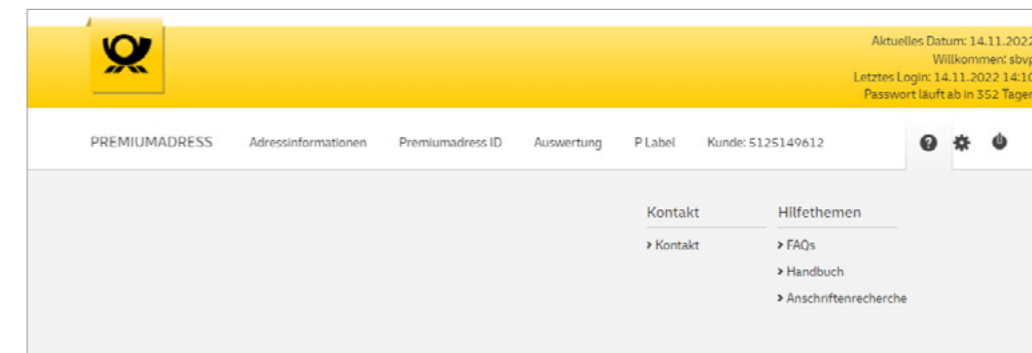 Aktuelles Datum: 14.11.2022
Willkommen: sbvp
Letztes Login: 14.11.2022 14:10
Passwort läuft ab in 352 Tagen
PREMIUMADRESS Adressinformationen Premiumadress ID Auswertung P Label Kunde: 5125149612
Kontakt Hilfethemen
> Kontakt > FAQs
> Handbuch
> Anschriftenrecherche